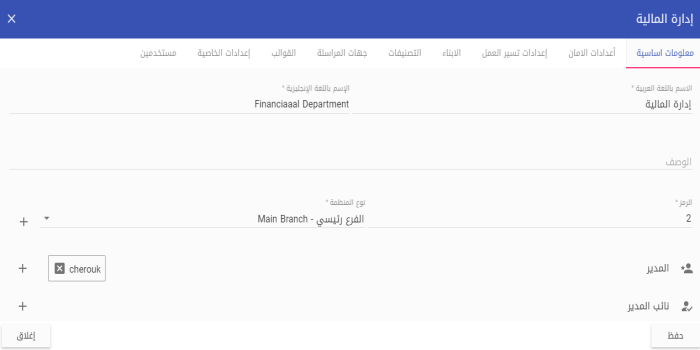 إدارة المالية
معلومات اساسية أعدادات الامان إعدادات تسير العمل الابناء التصنيفات جهات المراسلة القوالب إعدادات الخاصية مستخدمين
الاسم باللغة العربية * الإسم باللغة الإنجليزية *
إدارة المالية Financiaaal Department
الوصف
الرمز * نوع المنظمة *
2 الفرع رئيسي - Main Branch
المدير cherouk
نائب المدير
حفظ إغلاق